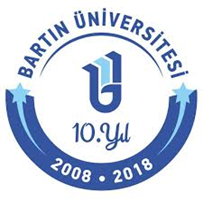 BARTIN ÜNİVERSİTESİ
10.Yıl
2008 • 2018